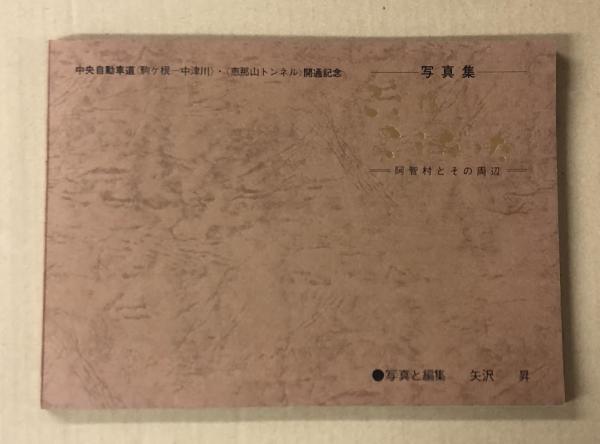 中央自動車道〈駒ケ根―中津川〉・〈恵那山トンネル〉開通記念
写真集
阿智村とその周辺
●写真と編集 矢沢 昇